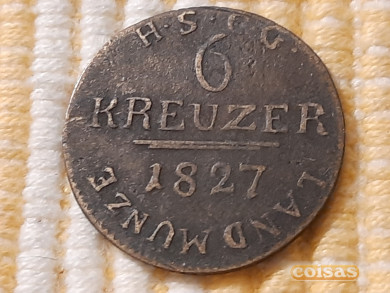 H.S.C.G.
6
KREUZER
1827
LANDMUNZE
coisas